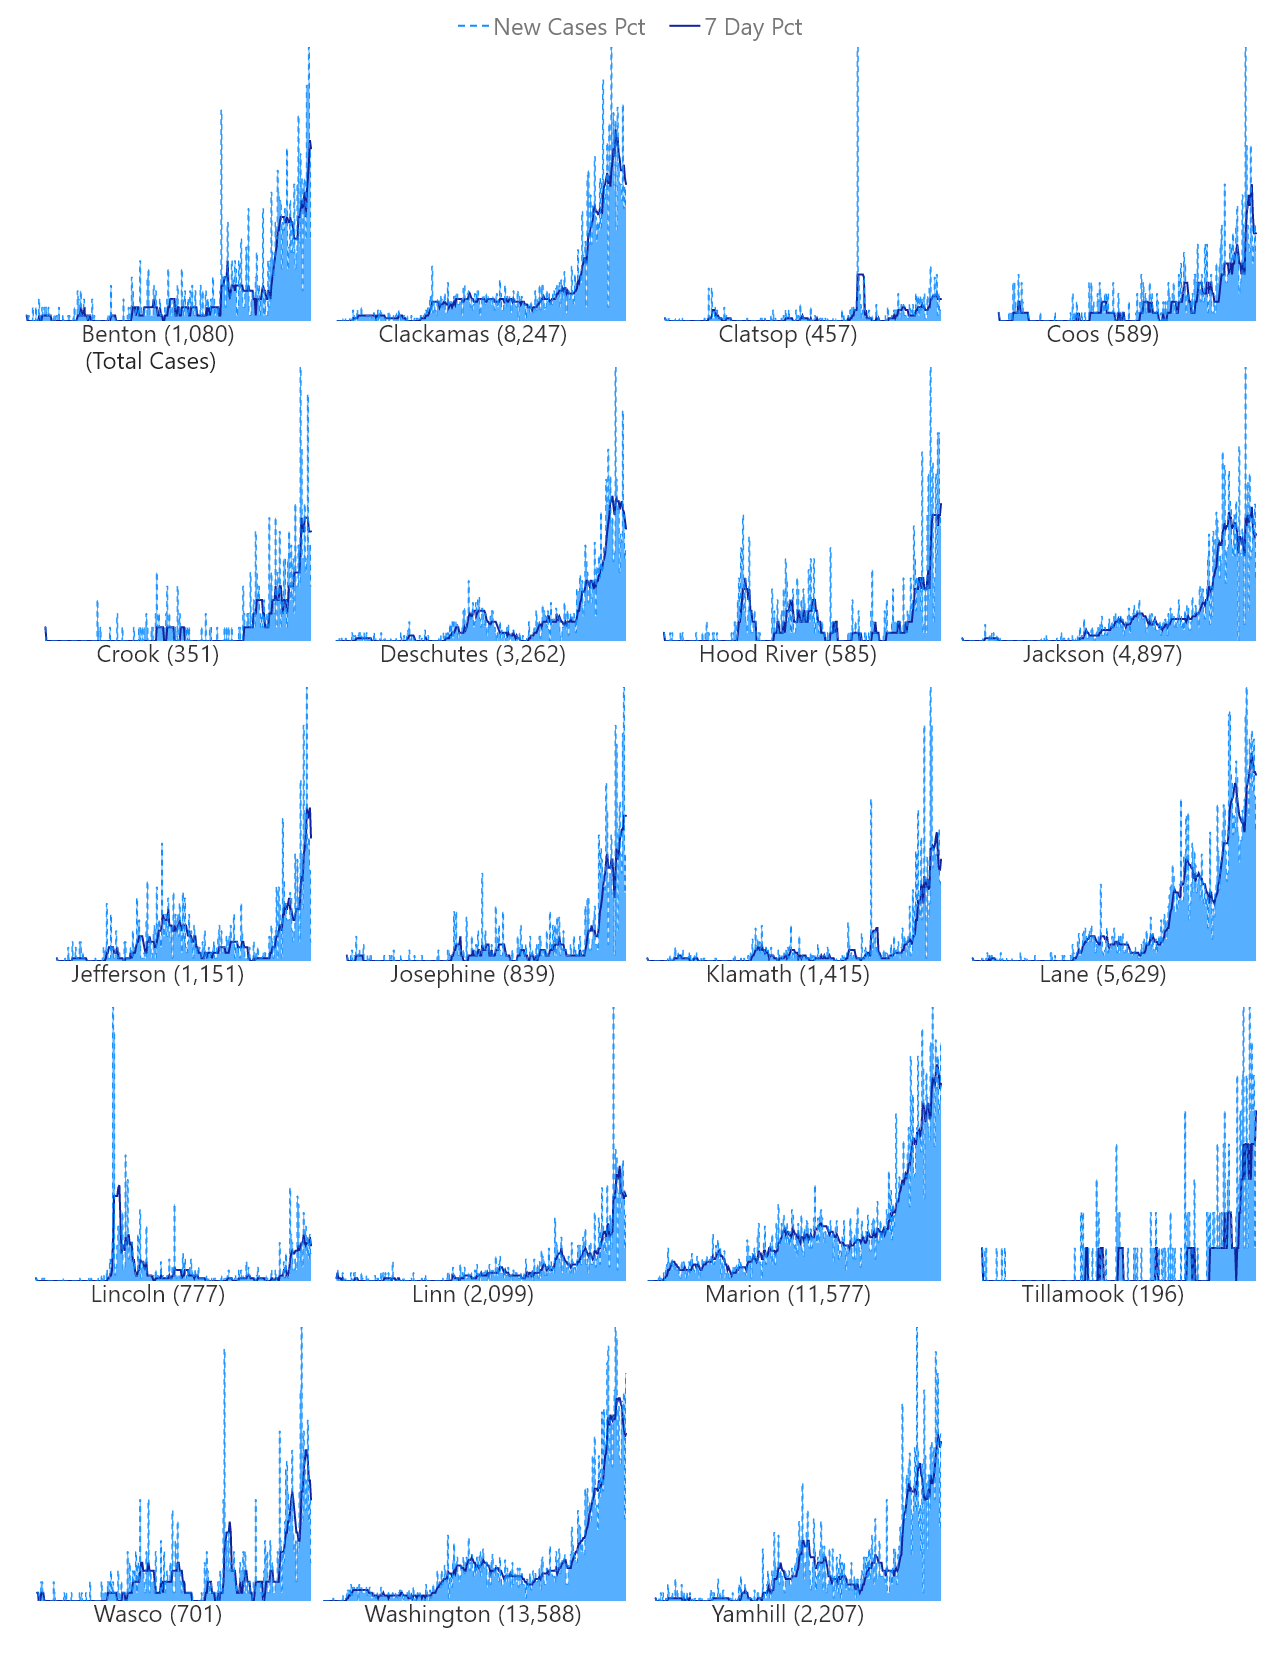 New Cases Pct 7 Day Pct
Benton (1,080) Clackamas (8,247) Clatsop (457) Coos (589)
(Total Cases)
Crook (351) Deschutes (3,262) Hood River (585) Jackson (4,897)
Jefferson (1,151) Josephine (839) Klamath (1,415) Lane (5,629)
Lincoln (777) Linn (2,099) Marion (11,577) Tillamook (196)
Wasco (701) Washington (13,588) Yamhill (2,207)